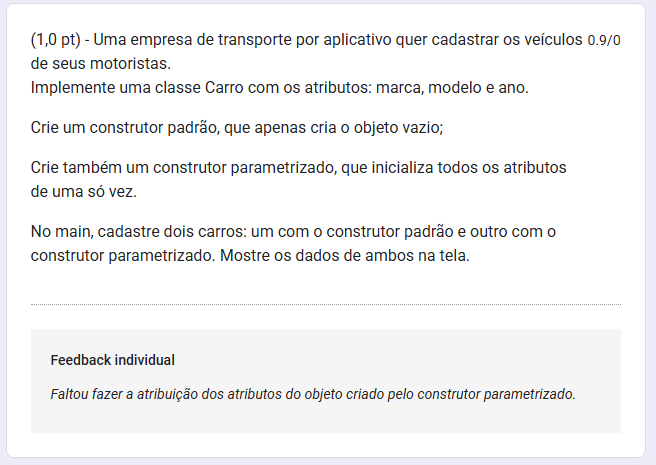 (1,0 pt) - Uma empresa de transporte por aplicativo quer cadastrar os veículos 0.9/0
de seus motoristas.
Implemente uma classe Carro com os atributos: marca, modelo e ano.
Crie um construtor padrão, que apenas cria o objeto vazio;
Crie também um construtor parametrizado, que inicializa todos os atributos
de uma só vez.
No main, cadastre dois carros: um com o construtor padrão e outro com o
construtor parametrizado. Mostre os dados de ambos na tela.
Feedback individual
Faltou fazer a atribuição dos atributos do objeto criado pelo construtor parametrizado.